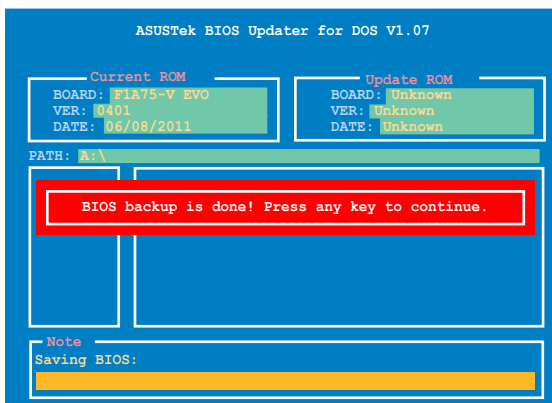 ASUSTek BIOS Updater for DOS V1.07
Current ROM
BOARD: F1A75-V EVO
VER: 0401
DATE: 06/08/2011
Update ROM
BOARD: Unknown
VER: Unknown
DATE: Unknown
PATH: A:\
BIOS backup is done! Press any key to continue.
Note
Saving BIOS: